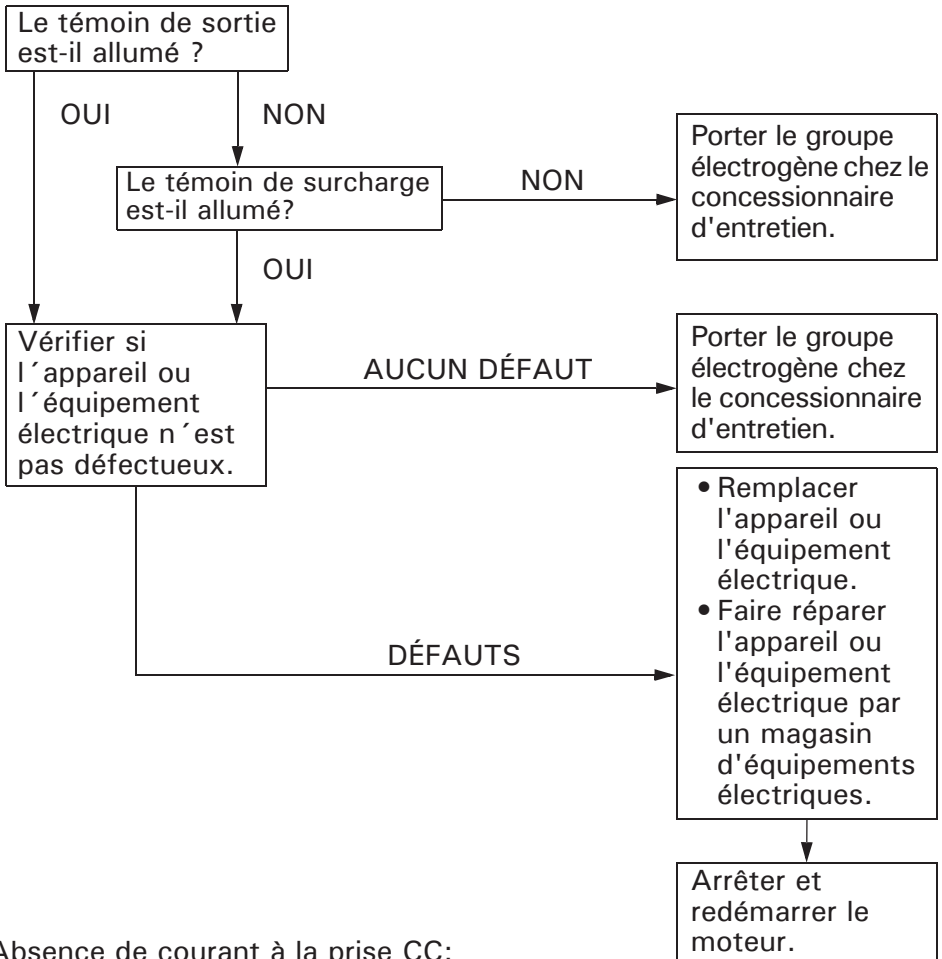 Le témoin de sortie
est-il allumé ?
OUI
NON
Le témoin de surcharge
est-il allumé?
NON
Porter le groupe
électrogène chez le
concessionnaire
d'entretien.
OUI
Vérifier si
l´appareil ou
l´équipement
électrique n´est
pas défectueux.
AUCUN DÉFAUT
Porter le groupe
électrogène chez
le concessionnaire
d'entretien.
DÉFAUTS
• Remplacer
l'appareil ou
l'équipement
électrique.
• Faire réparer
l'appareil ou
l'équipement
électrique par
un magasin
d'équipements
électriques.
Arrêter et
redémarrer le
moteur.
Absence de courant à la prise CC: